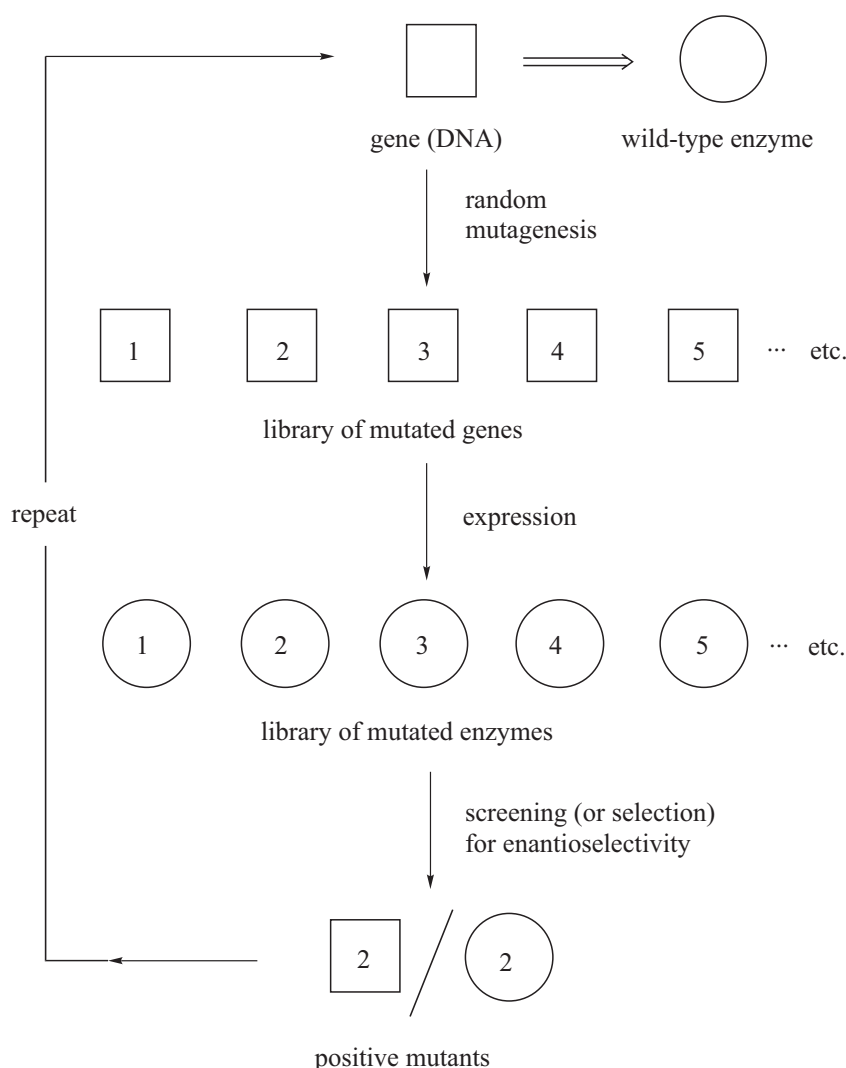 gene (DNA)
wild-type enzyme
random
mutagenesis
1 2 3 4 5 ... etc.
library of mutated genes
repeat
expression
1 2 3 4 5 ... etc.
library of mutated enzymes
screening (or selection)
for enantioselectivity
2 2
positive mutants